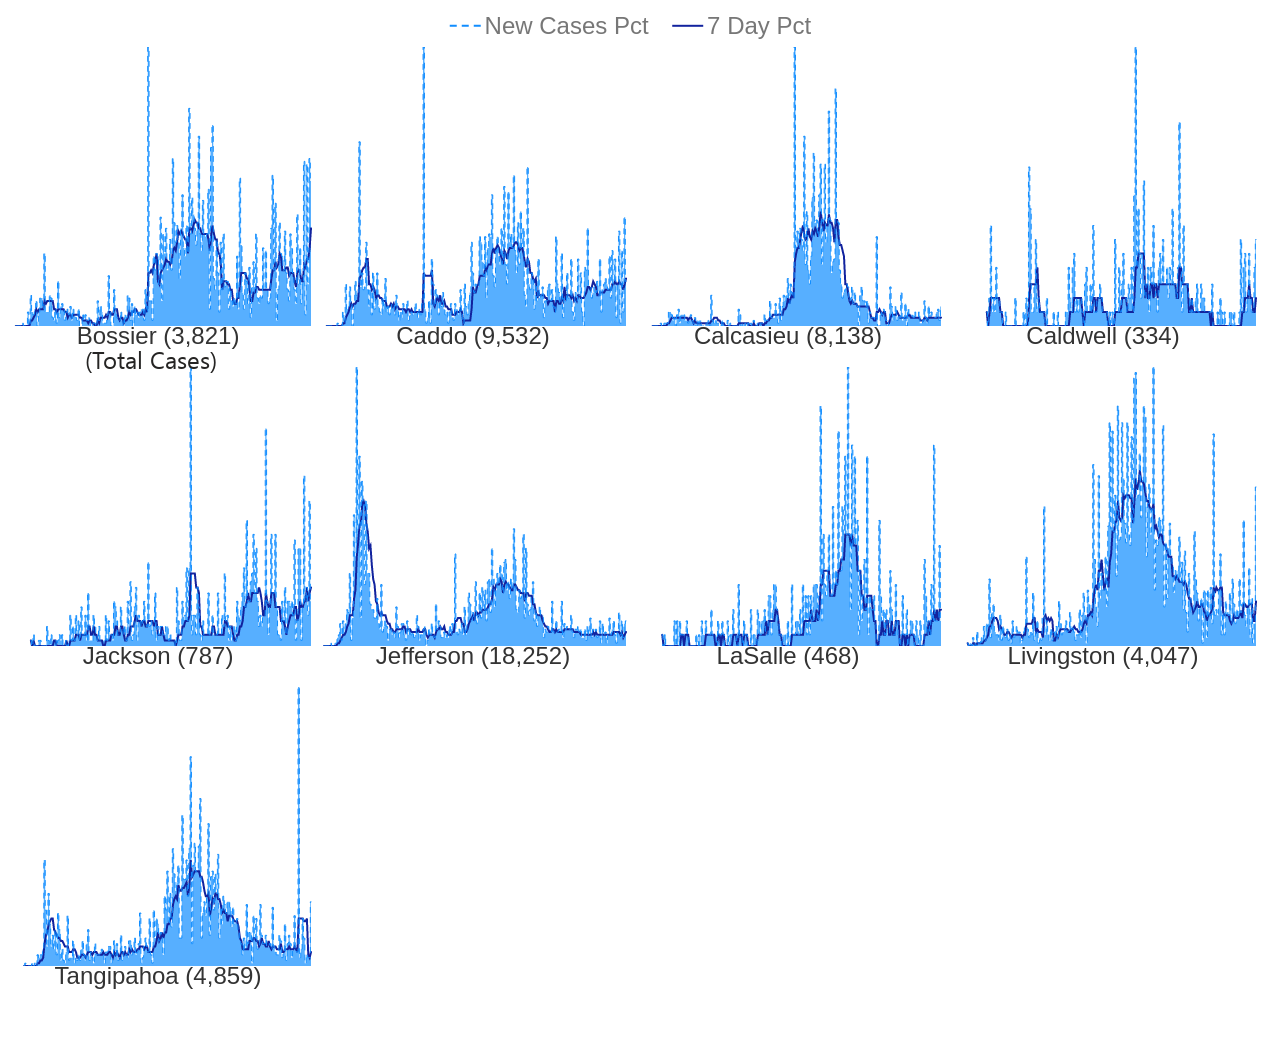 New Cases Pct 7 Day Pct
Bossier (3,821) Caddo (9,532) Calcasieu (8,138) Caldwell (334)
(Total Cases)
Jackson (787) Jefferson (18,252) LaSalle (468) Livingston (4,047)
Tangipahoa (4,859)